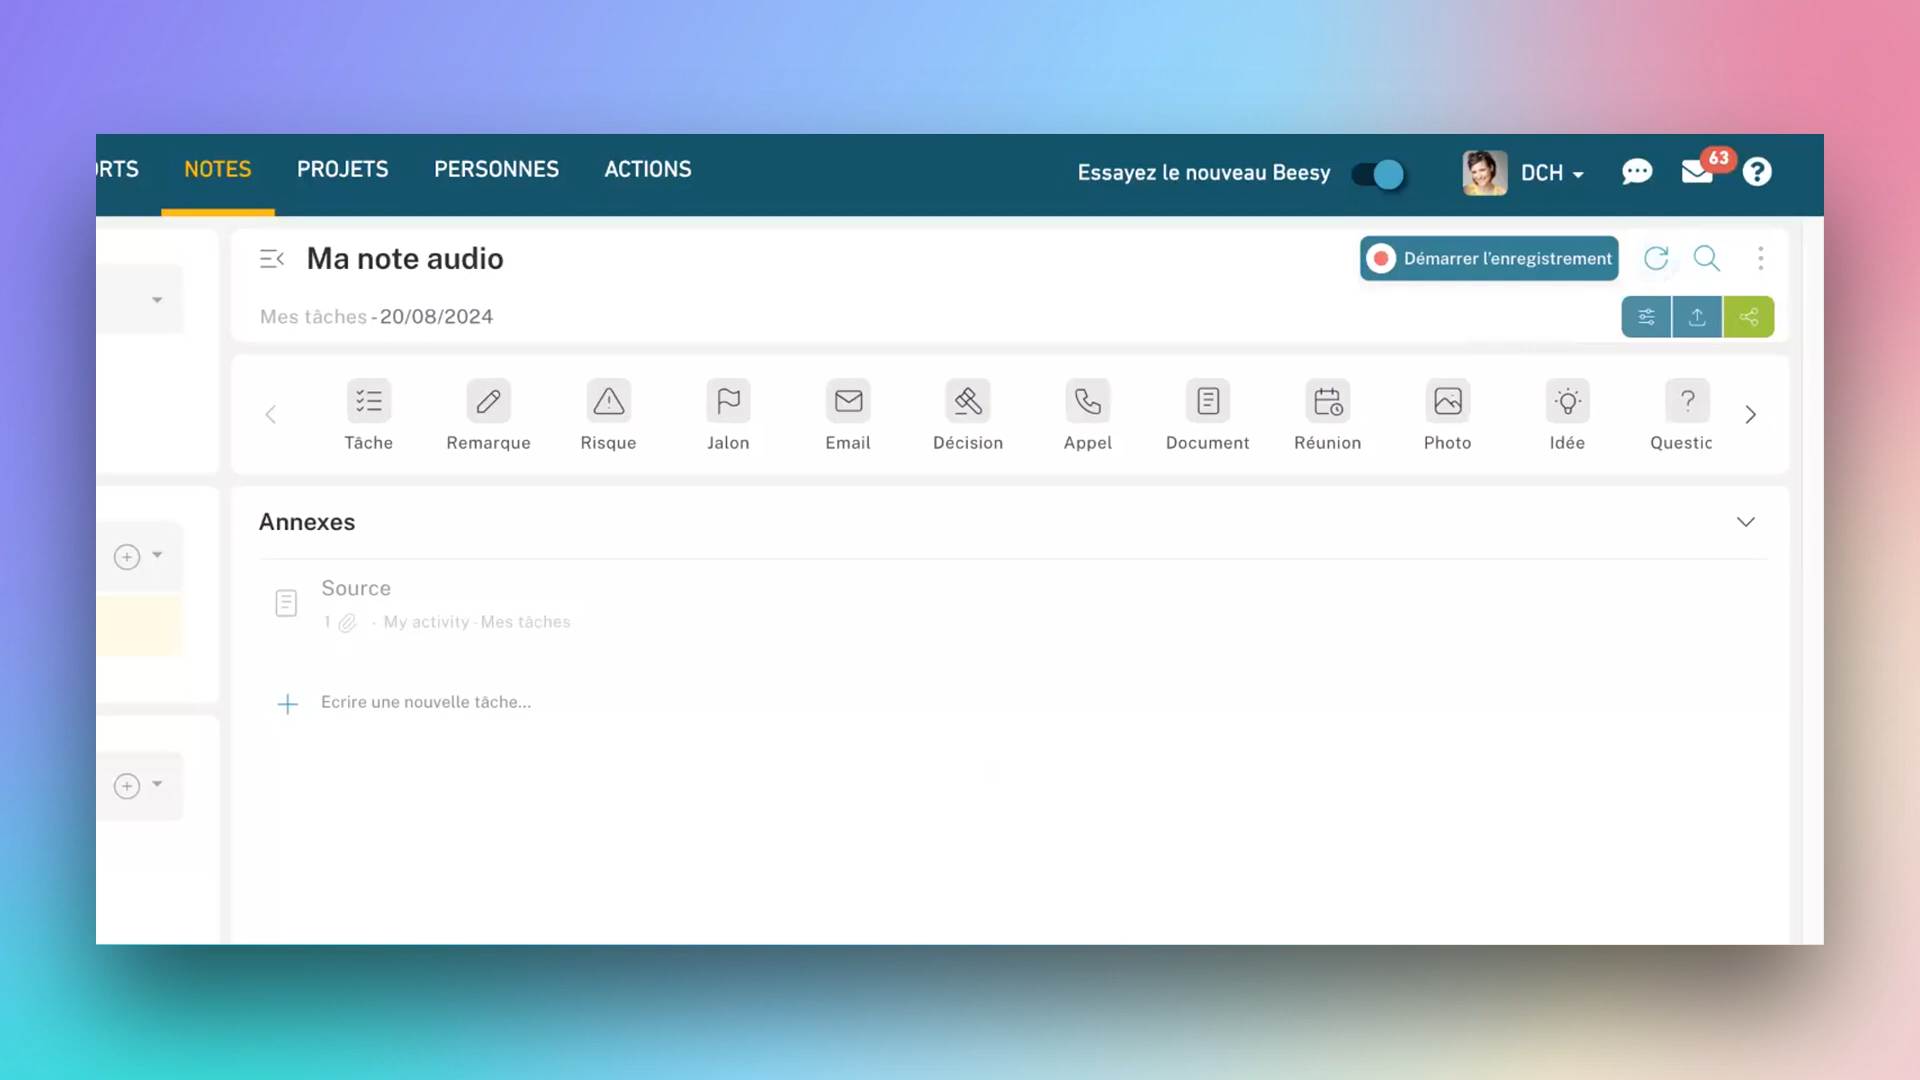 ORTS NOTES PROJETS PERSONNES ACTIONS Essayez le nouveau Beesy DCH 63 ?
Ma note audio Démarrer l'enregistrement
Mes tâches - 20/08/2024
Tâche Remarque Risque Jalon Email Décision Appel Document Réunion Photo Idée Questic
Annexes
Source
1 - My activity - Mes tâches
Ecrire une nouvelle tâche...